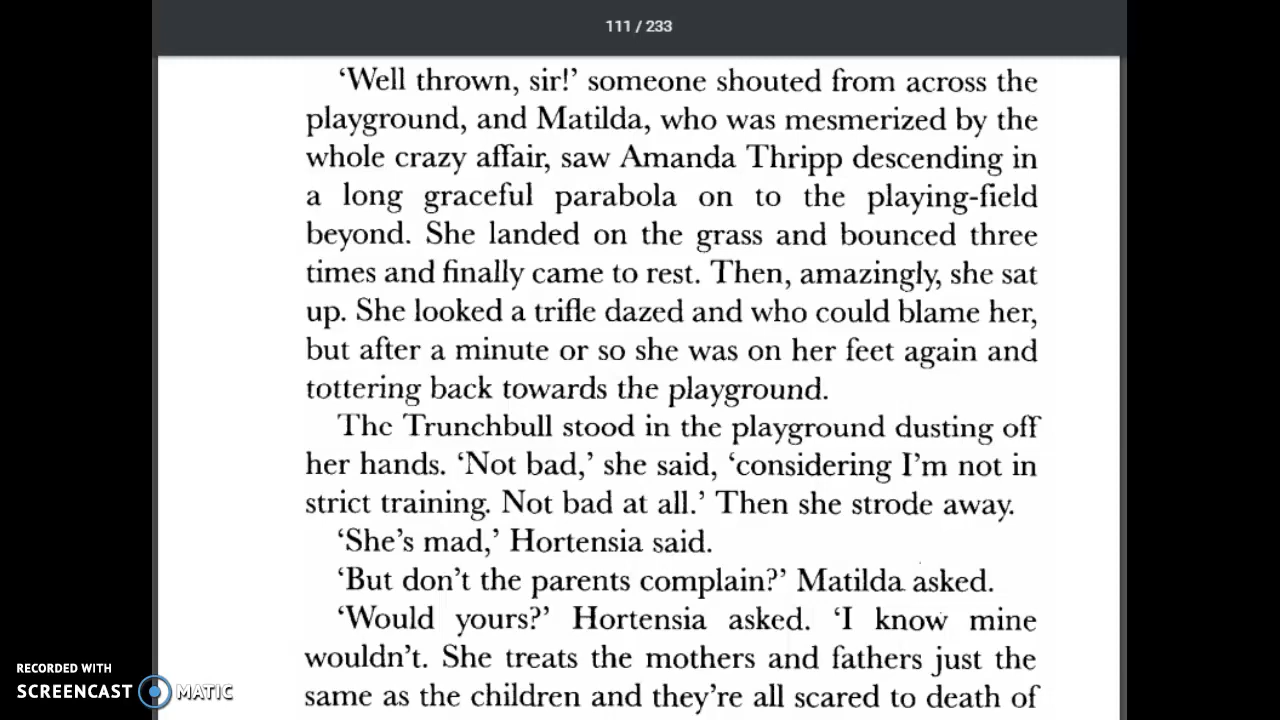 111 / 233
‘Well thrown, sir!’ someone shouted from across the
playground, and Matilda, who was mesmerized by the
whole crazy affair, saw Amanda Thripp descending in
a long graceful parabola on to the playing-field
beyond. She landed on the grass and bounced three
times and finally came to rest. Then, amazingly, she sat
up. She looked a trifle dazed and who could blame her,
but after a minute or so she was on her feet again and
tottering back towards the playground.
The Trunchbull stood in the playground dusting off
her hands. ‘Not bad,’ she said, ‘considering I’m not in
strict training. Not bad at all.’ Then she strode away.
‘She’s mad,’ Hortensia said.
‘But don’t the parents complain?’ Matilda asked.
‘Would yours?’ Hortensia asked. ‘I know mine
wouldn’t. She treats the mothers and fathers just the
same as the children and they’re all scared to death of
RECORDED WITH
SCREENCAST MATIC